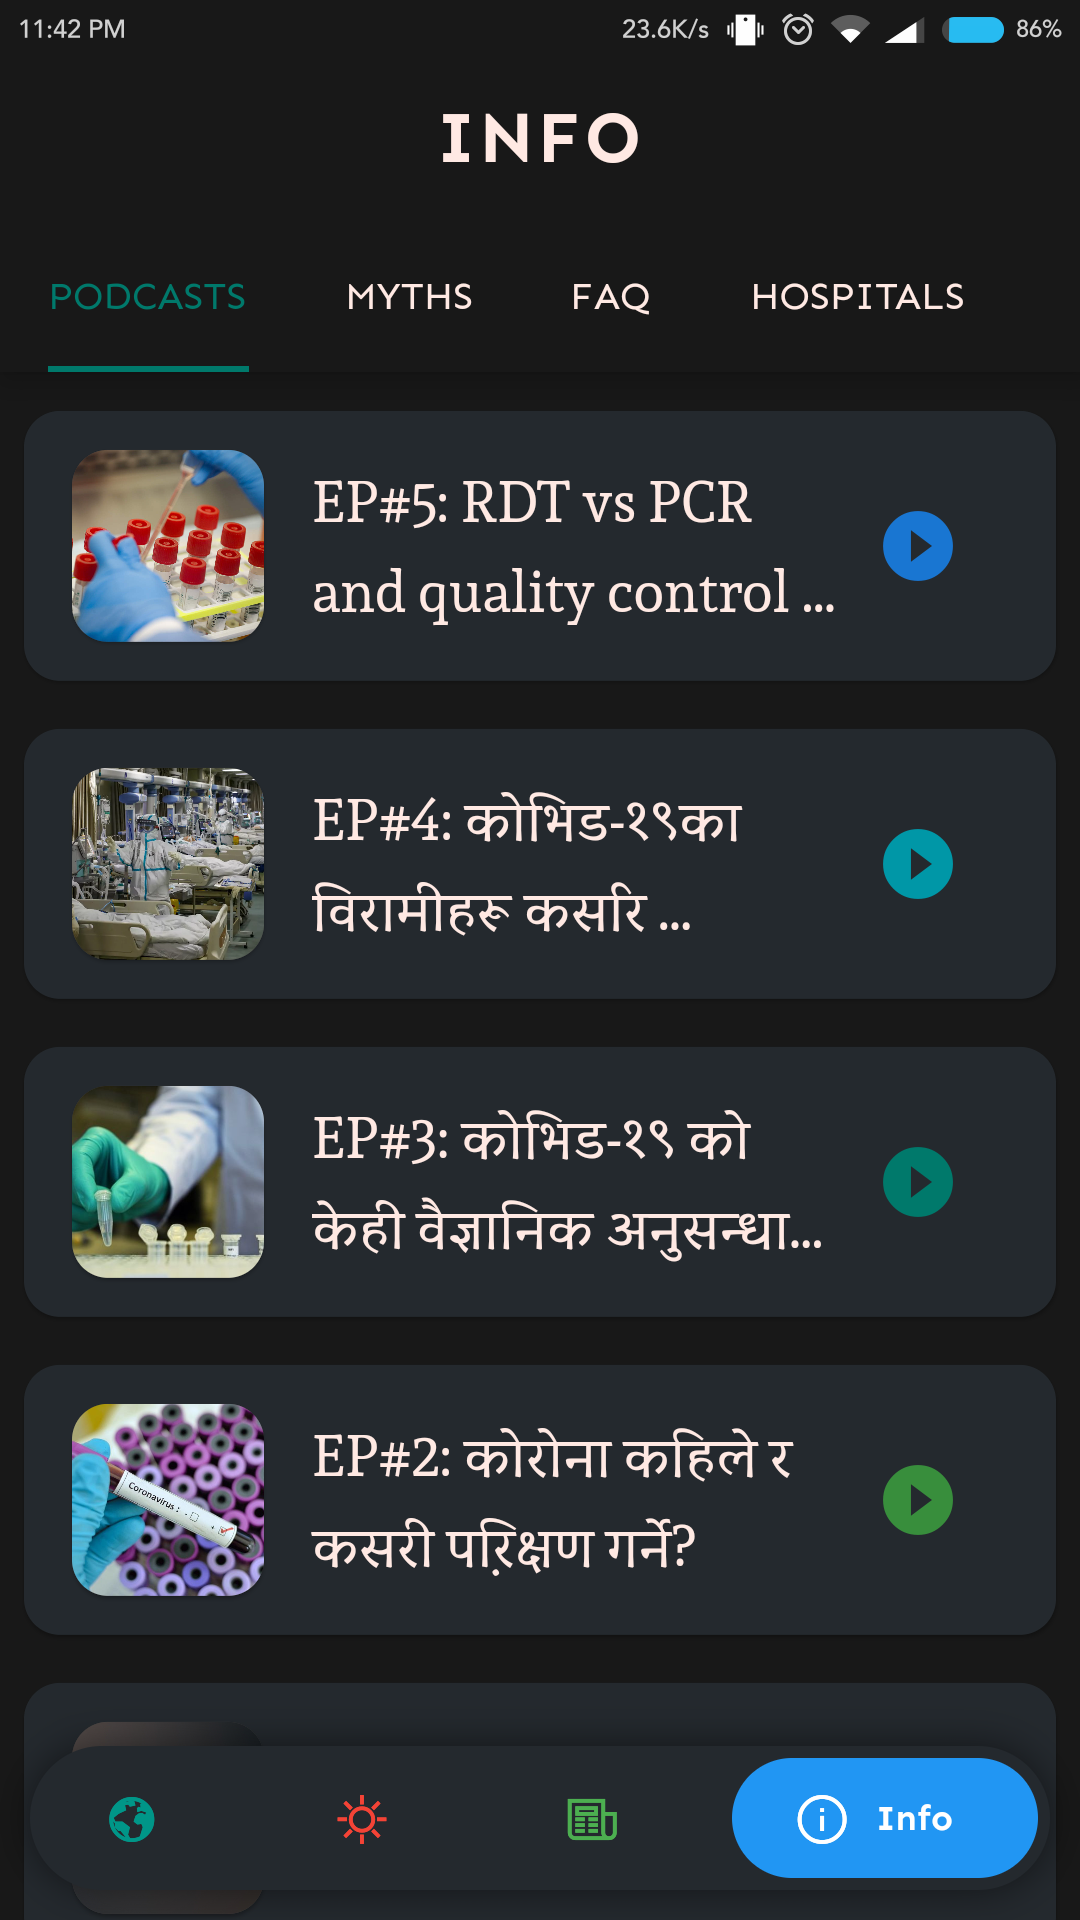 11:42 PM 23.6K/s 86%
INFO
PODCASTS MYTHS FAQ HOSPITALS
EP#5: RDT vs PCR
and quality control ...
EP#4: कोभिड-१९का
विरामीहरू कसरि ...
EP#3: कोभिड-१९ को
केही वैज्ञानिक अनुसन्धा...
Coronavirus :
EP#2: कोरोना कहिले र
कसरी परि़क्षण गर्ने?
Info